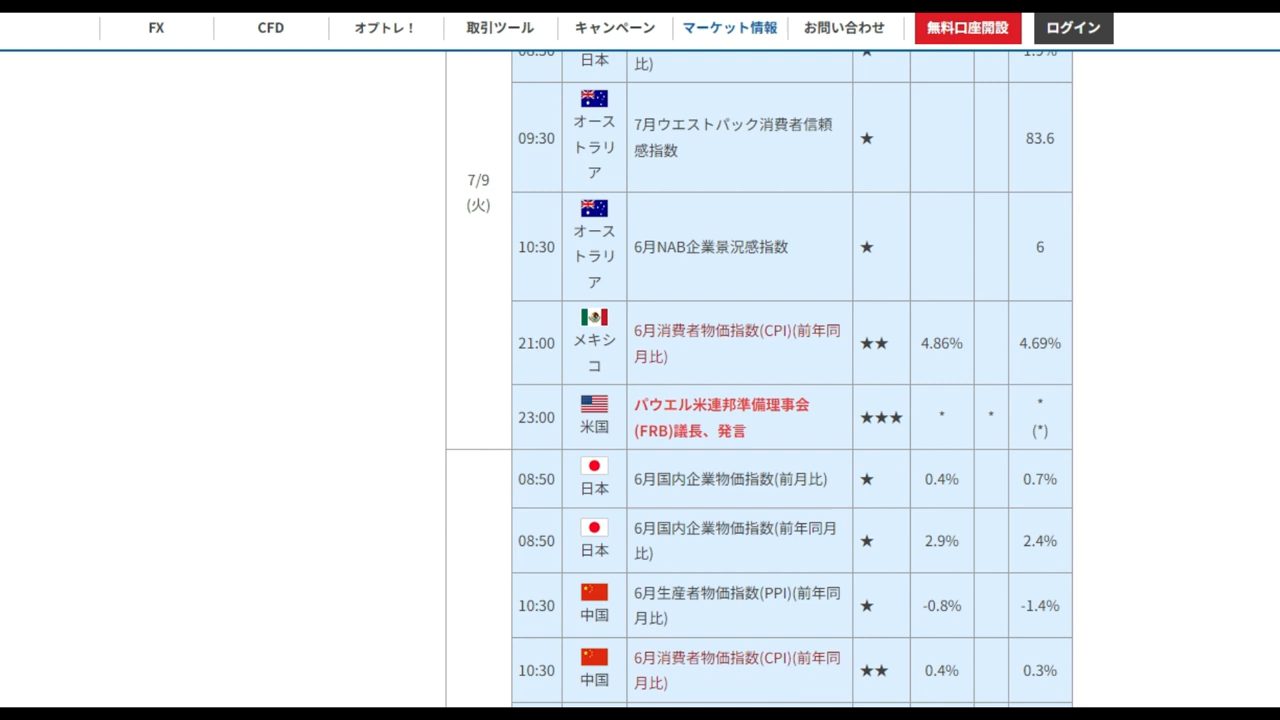 FX
CFD
オプトレ！
取引ツール
キャンペーン
マーケット情報
お問い合わせ
無料口座開設
ログイン
日本
比)
★
7/9
(火)
09:30
オース
トラリ
ア
7月ウエストパック消費者信頼
感指数
★
83.6
10:30
オース
トラリ
ア
6月NAB企業景況感指数
★
6
21:00
メキシ
コ
6月消費者物価指数(CPI)(前年同
月比)
★★
4.86%
4.69%
23:00
米国
パウエル米連邦準備理事会
(FRB)議長、発言
★★★
*
*
*
(*)
08:50
日本
6月国内企業物価指数(前月比)
★
0.4%
0.7%
08:50
日本
6月国内企業物価指数(前年同月
比)
★
2.9%
2.4%
10:30
中国
6月生産者物価指数(PPI)(前年同
月比)
★
-0.8%
-1.4%
10:30
中国
6月消費者物価指数(CPI)(前年同
月比)
★★
0.4%
0.3%